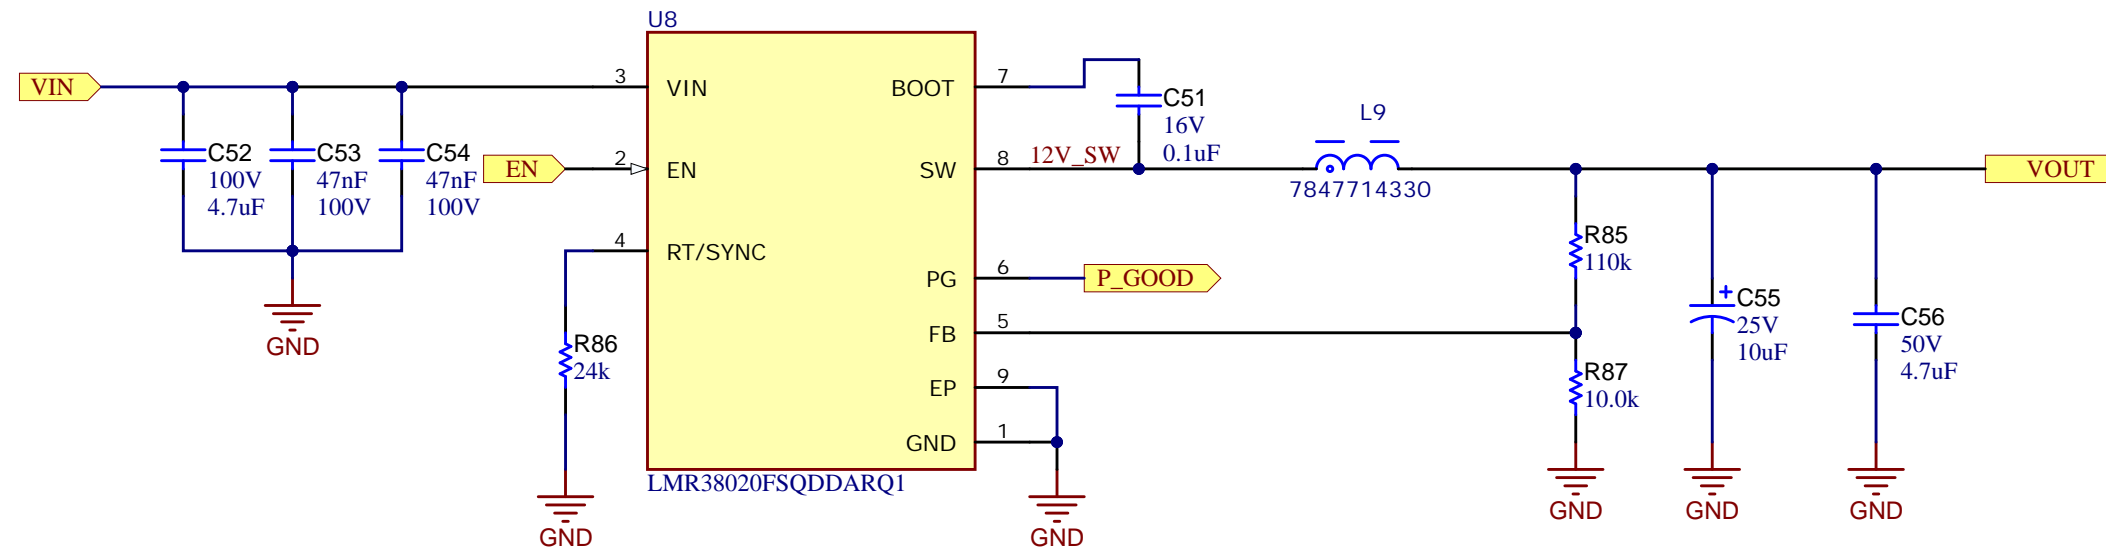 U8
VIN
3
VIN
BOOT
7
C51
16V
0.1uF
L9
7847714330
C52
100V
4.7uF
C53
47nF
100V
C54
47nF
100V
EN
2
EN
SW
8
12V_SW
VOUT
4
RT/SYNC
R85
110k
PG
6
P_GOOD
FB
5
GND
R86
24k
EP
9
GND
1
R87
10.0k
C55
25V
10uF
C56
50V
4.7uF
LMR38020FSQDDARQ1
GND
GND
GND
GND
GND